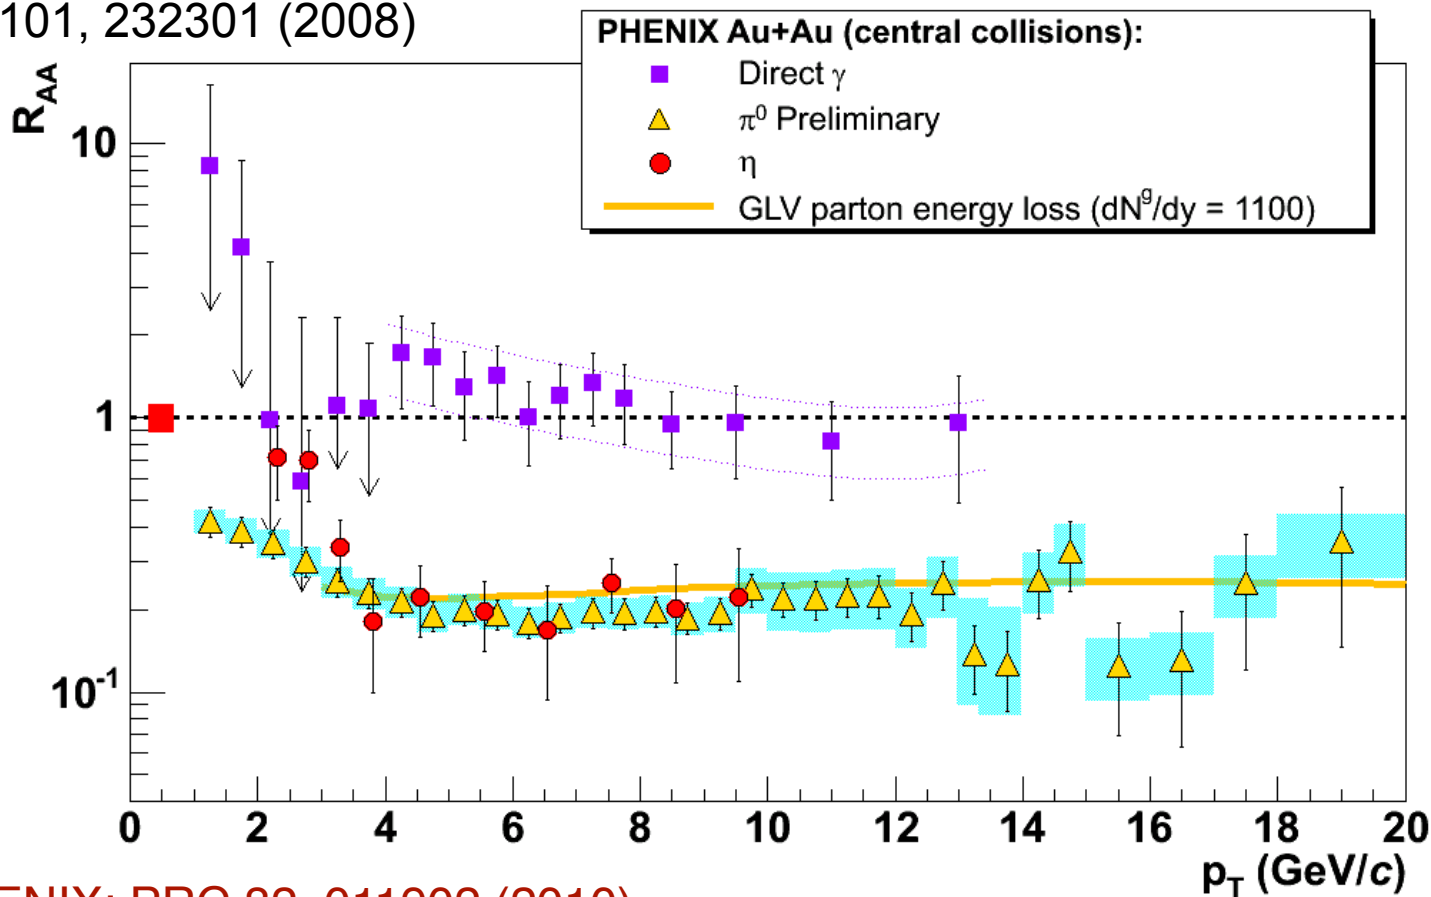 101, 232301 (2008)
PHENIX Au+Au (central collisions):
Direct γ
π⁰ Preliminary
η
GLV parton energy loss (dNᵍ/dy = 1100)
R_AA
10
1
10⁻¹
0 2 4 6 8 10 12 14 16 18 20
p_T (GeV/c)